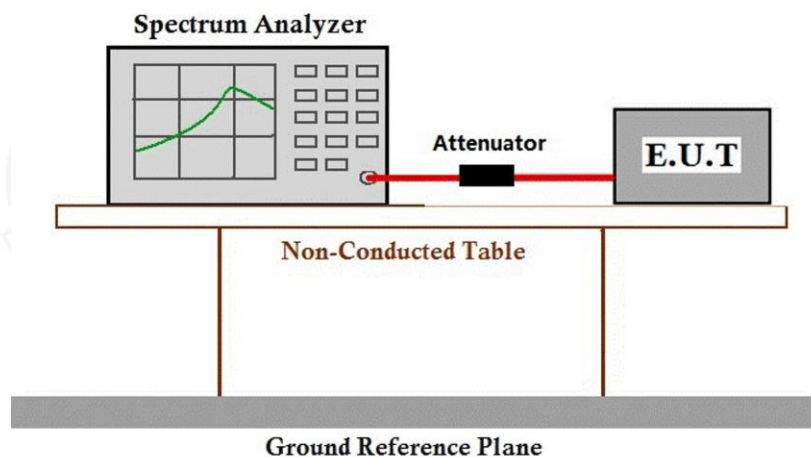 Spectrum Analyzer
Attenuator
E.U.T
Non-Conducted Table
Ground Reference Plane